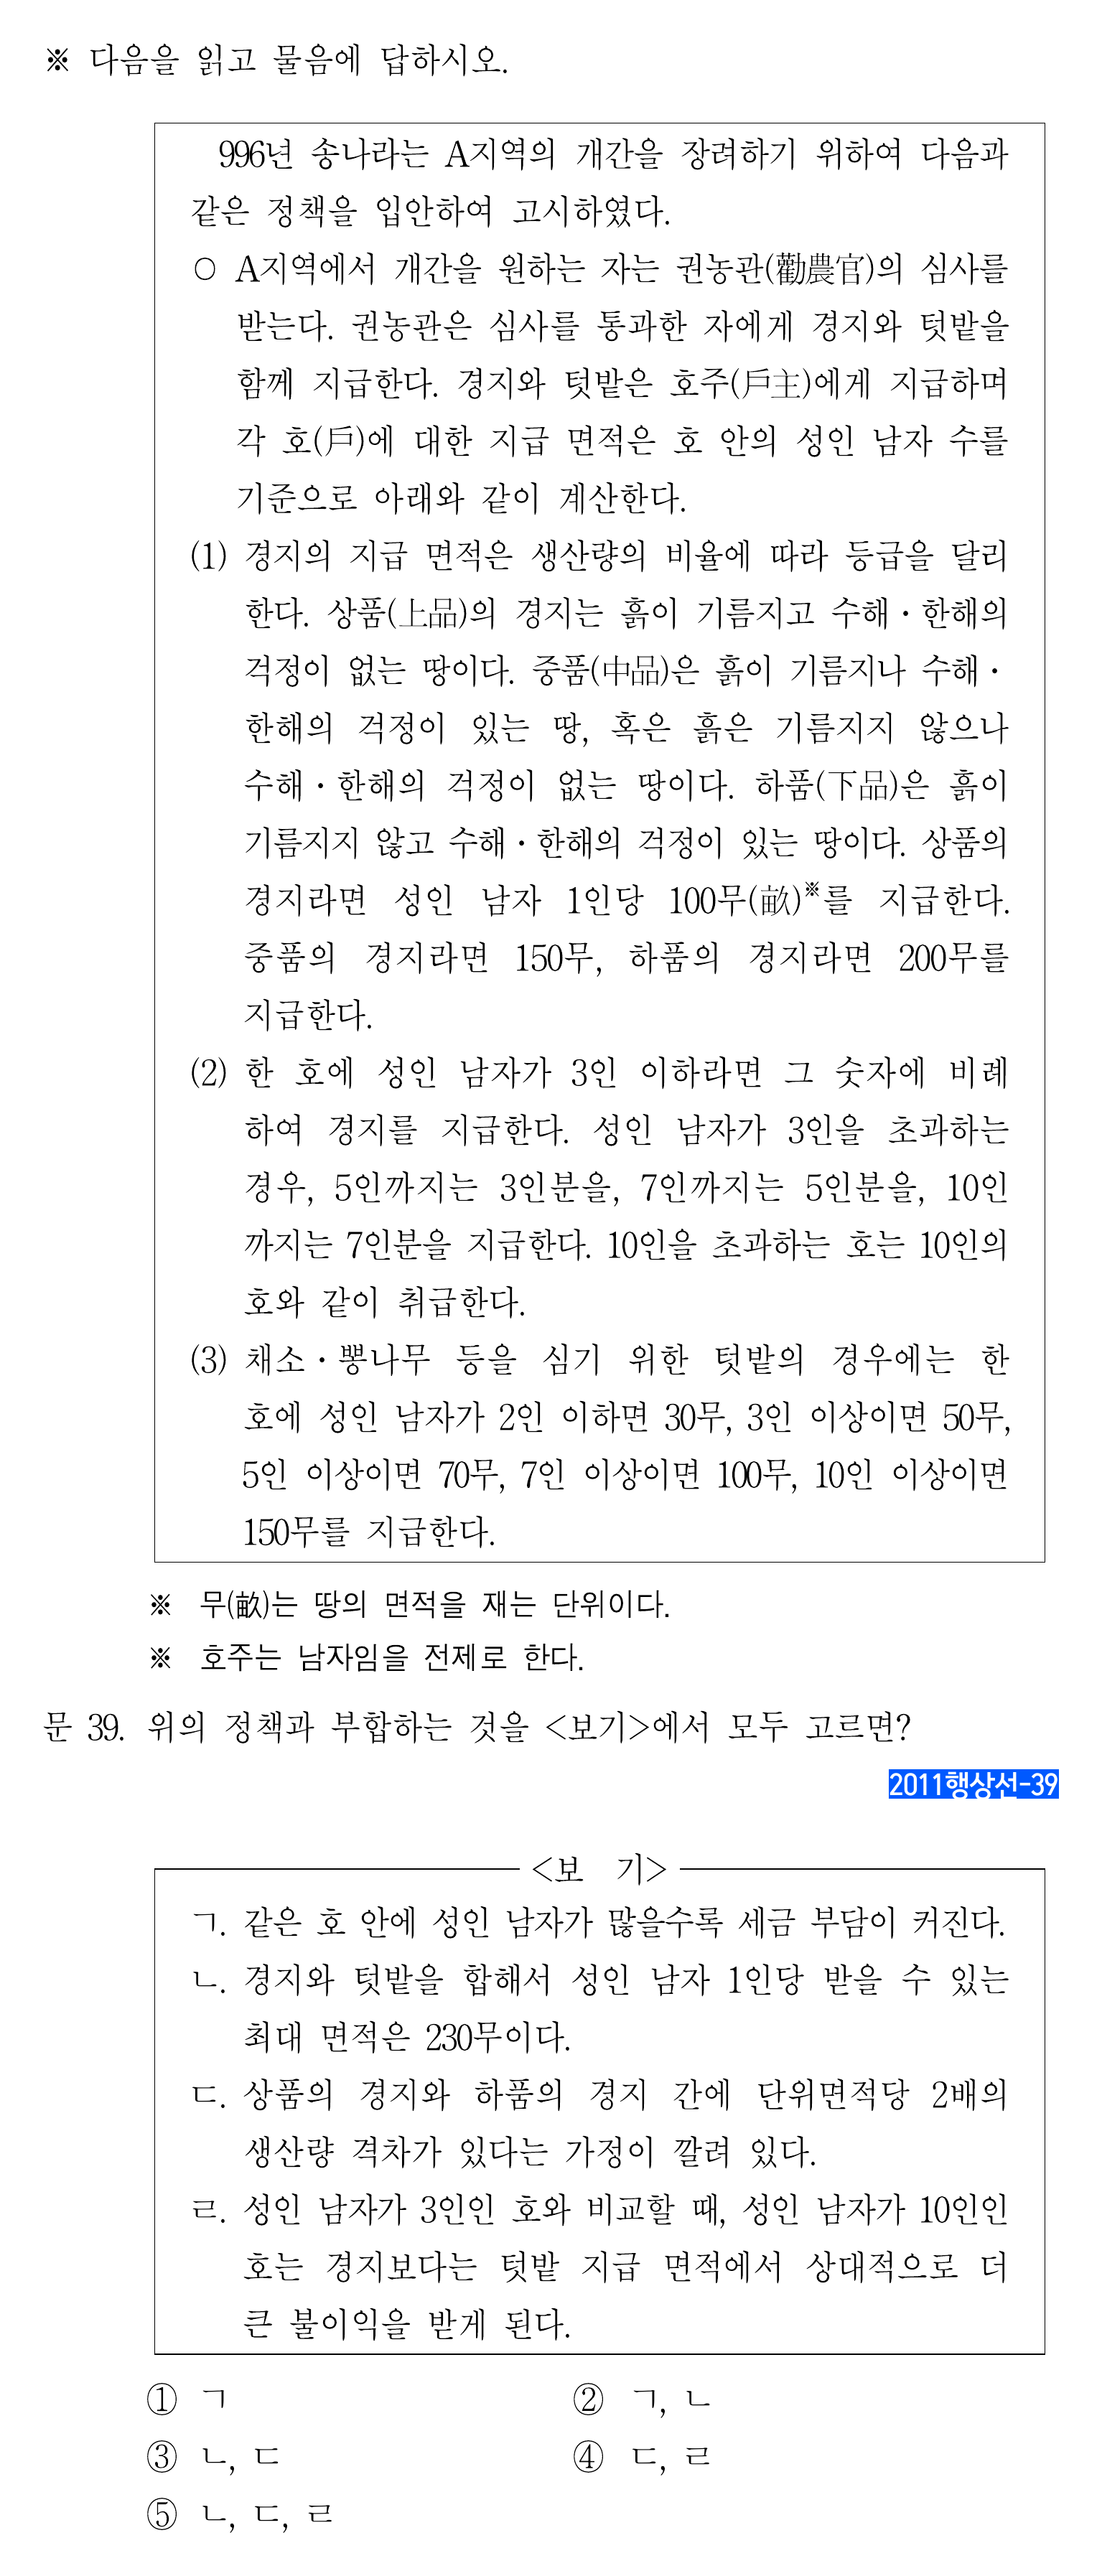 ※ 다음을 읽고 물음에 답하시오.
996년 송나라는 A지역의 개간을 장려하기 위하여 다음과
같은 정책을 입안하여 고시하였다.
○ A지역에서 개간을 원하는 자는 권농관(勸農官)의 심사를
받는다. 권농관은 심사를 통과한 자에게 경지와 텃밭을
함께 지급한다. 경지와 텃밭은 호주(戶主)에게 지급하며
각 호(戶)에 대한 지급 면적은 호 안의 성인 남자 수를
기준으로 아래와 같이 계산한다.
(1) 경지의 지급 면적은 생산량의 비율에 따라 등급을 달리
한다. 상품(上品)의 경지는 흙이 기름지고 수해·한해의
걱정이 없는 땅이다. 중품(中品)은 흙이 기름지나 수해·
한해의 걱정이 있는 땅, 혹은 흙은 기름지지 않으나
수해·한해의 걱정이 없는 땅이다. 하품(下品)은 흙이
기름지지 않고 수해·한해의 걱정이 있는 땅이다. 상품의
경지라면 성인 남자 1인당 100무(畝)※를 지급한다.
중품의 경지라면 150무, 하품의 경지라면 200무를
지급한다.
(2) 한 호에 성인 남자가 3인 이하라면 그 숫자에 비례
하여 경지를 지급한다. 성인 남자가 3인을 초과하는
경우, 5인까지는 3인분을, 7인까지는 5인분을, 10인
까지는 7인분을 지급한다. 10인을 초과하는 호는 10인의
호와 같이 취급한다.
(3) 채소·뽕나무 등을 심기 위한 텃밭의 경우에는 한
호에 성인 남자가 2인 이하면 30무, 3인 이상이면 50무,
5인 이상이면 70무, 7인 이상이면 100무, 10인 이상이면
150무를 지급한다.
※ 무(畝)는 땅의 면적을 재는 단위이다.
※ 호주는 남자임을 전제로 한다.
문 39. 위의 정책과 부합하는 것을 <보기>에서 모두 고르면?
2011행상선-39
<보 기>
ㄱ. 같은 호 안에 성인 남자가 많을수록 세금 부담이 커진다.
ㄴ. 경지와 텃밭을 합해서 성인 남자 1인당 받을 수 있는
최대 면적은 230무이다.
ㄷ. 상품의 경지와 하품의 경지 간에 단위면적당 2배의
생산량 격차가 있다는 가정이 깔려 있다.
ㄹ. 성인 남자가 3인인 호와 비교할 때, 성인 남자가 10인인
호는 경지보다는 텃밭 지급 면적에서 상대적으로 더
큰 불이익을 받게 된다.
① ㄱ ② ㄱ, ㄴ
③ ㄴ, ㄷ ④ ㄷ, ㄹ
⑤ ㄴ, ㄷ, ㄹ